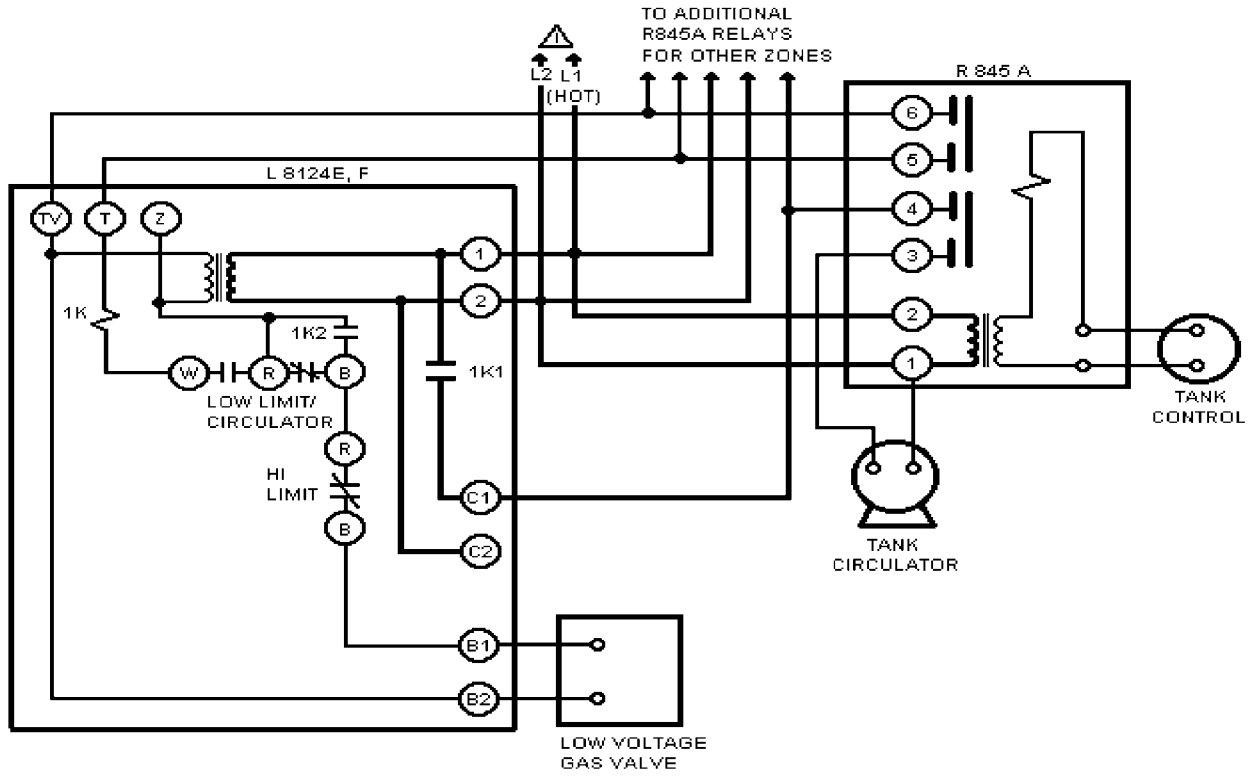 TO ADDITIONAL
R845A RELAYS
FOR OTHER ZONES
1
L2 L1
(HOT)
R 845 A
6
5
4
3
2
1
L 8124E, F
TV
T
Z
1
2
1K
1K2
1K1
W
R
B
LOW LIMIT/
CIRCULATOR
R
HI
LIMIT
B
C1
C2
B1
B2
TANK
CONTROL
TANK
CIRCULATOR
LOW VOLTAGE
GAS VALVE